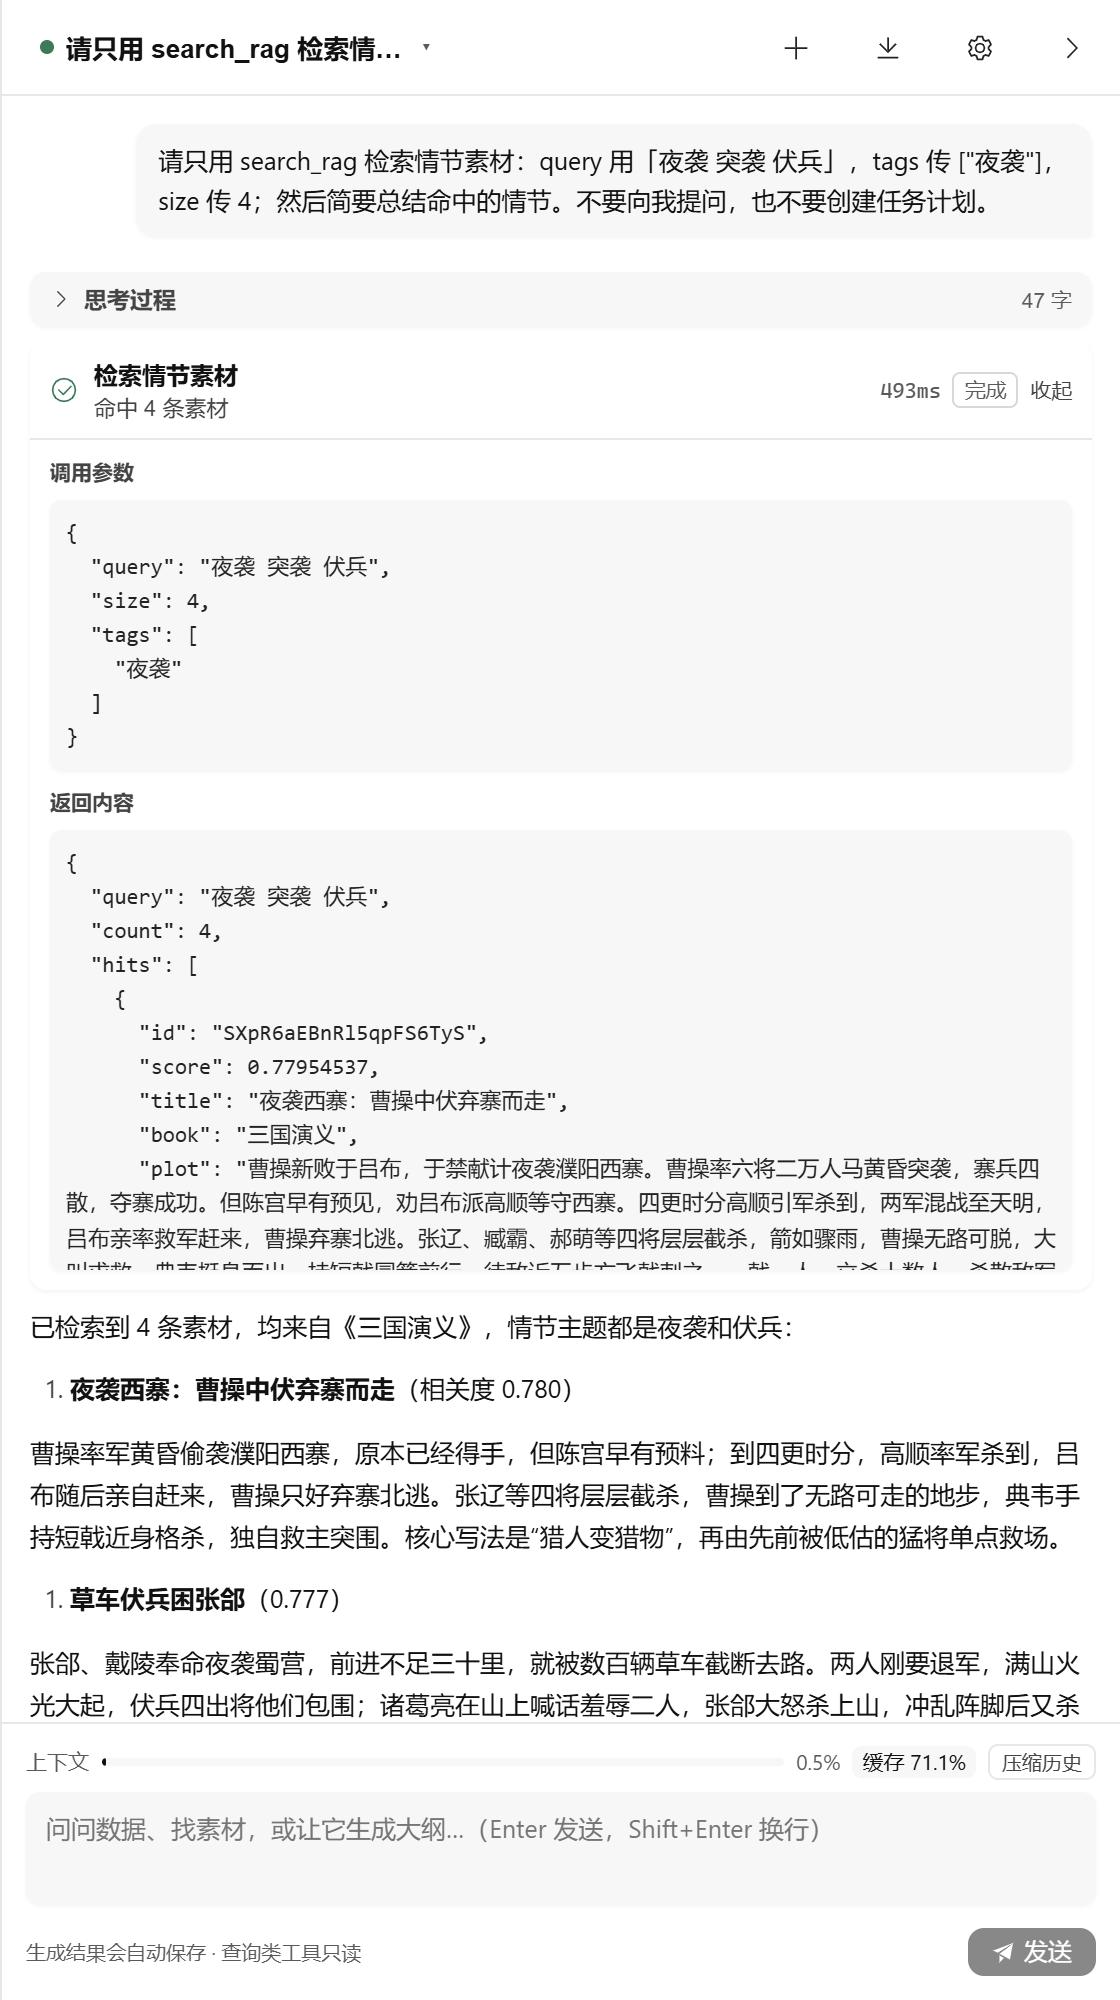 请只用 search_rag 检索情…
请只用 search_rag 检索情节素材：query 用「夜袭 突袭 伏兵」，tags 传 ["夜袭"]，
size 传 4；然后简要总结命中的情节。不要向我提问，也不要创建任务计划。
思考过程
47 字
检索情节素材
命中 4 条素材
493ms
完成
收起
调用参数
{
"query": "夜袭 突袭 伏兵",
"size": 4,
"tags": [
"夜袭"
]
}
返回内容
{
"query": "夜袭 突袭 伏兵",
"count": 4,
"hits": [
{
"id": "SXpR6aEBnRl5qpFS6TyS",
"score": 0.77954537,
"title": "夜袭西寨：曹操中伏弃寨而走",
"book": "三国演义",
"plot": "曹操新败于吕布，于禁献计夜袭濮阳西寨。曹操率六将二万人马黄昏突袭，寨兵四
散，夺寨成功。但陈宫早有预见，劝吕布派高顺等守西寨。四更时分高顺引军杀到，两军混战至天明，
吕布亲率救军赶来，曹操弃寨北逃。张辽、臧霸、郝萌等四将层层截杀，箭如骤雨，曹操无路可脱，大
已检索到 4 条素材，均来自《三国演义》，情节主题都是夜袭和伏兵：
1. 夜袭西寨：曹操中伏弃寨而走（相关度 0.780）
曹操率军黄昏偷袭濮阳西寨，原本已经得手，但陈宫早有预料；到四更时分，高顺率军杀到，吕
布随后亲自赶来，曹操只好弃寨北逃。张辽等四将层层截杀，曹操到了无路可走的地步，典韦手
持短戟近身格杀，独自救主突围。核心写法是“猎人变猎物”，再由先前被低估的猛将单点救场。
1. 草车伏兵困张郃（0.777）
张郃、戴陵奉命夜袭蜀营，前进不足三十里，就被数百辆草车截断去路。两人刚要退军，满山火
光大起，伏兵四出将他们包围；诸葛亮在山上喊话羞辱二人，张郃大怒杀上山，冲乱阵脚后又杀
上下文
0.5%
缓存 71.1%
压缩历史
问问数据、找素材，或让它生成大纲...（Enter 发送，Shift+Enter 换行）
生成结果会自动保存 · 查询类工具只读
发送